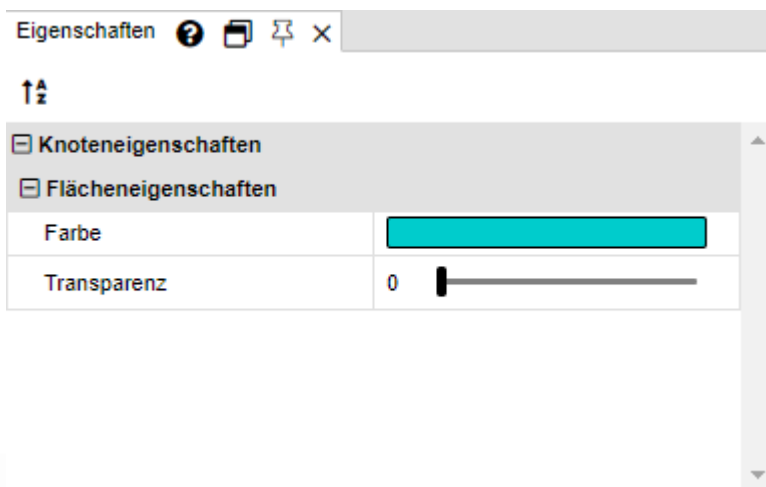 Eigenschaften
Knoteneigenschaften
Flächeneigenschaften
Farbe
Transparenz 0